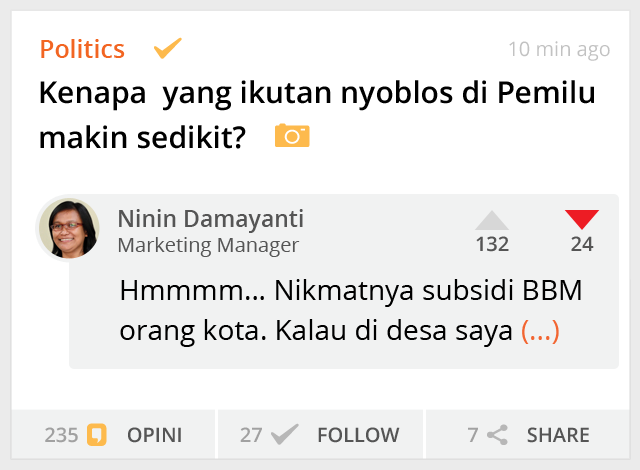 Politics
10 min ago
Kenapa yang ikutan nyoblos di Pemilu
makin sedikit?
Ninin Damayanti
Marketing Manager
132
24
Hmmmm... Nikmatnya subsidi BBM
orang kota. Kalau di desa saya (...)
235 OPINI
27 FOLLOW
7 SHARE